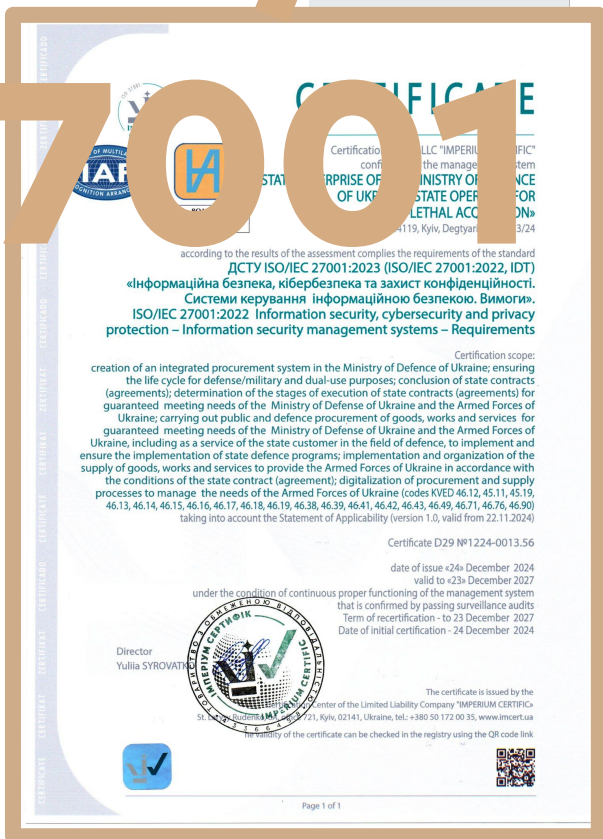 7001
CERTIFICATE
Certification LLC "IMPERIUM CERTIFIC"
the management system
STATE ENTERPRISE OF THE MINISTRY OF DEFENCE
OF UKRAINE «STATE OPERATOR FOR
LETHAL ACQUISITION»
4119, Kyiv, 3/24
according to the results of the assessment complies the requirements of the standard
ДСТУ ISO/IEC 27001:2023 (ISO/IEC 27001:2022, IDT)
«Інформаційна безпека, кібербезпека та захист конфіденційності.
Системи керування інформаційною безпекою. Вимоги».
ISO/IEC 27001:2022 Information security, cybersecurity and privacy
protection – Information security management systems – Requirements
Certification scope:
creation of an integrated procurement system in the Ministry of Defence of Ukraine; ensuring
the life cycle for defense/military and dual-use purposes; conclusion of state contracts
(agreements); determination of the stages of execution of state contracts (agreements) for
guaranteed meeting needs of the Ministry of Defense of Ukraine and the Armed Forces of
Ukraine; carrying out public and defence procurement of goods, works and services for
guaranteed meeting needs of the Ministry of Defense of Ukraine and the Armed Forces of
Ukraine, including as a service of the state customer in the field of defence, to implement and
ensure the implementation of state defence programs; implementation and organization of the
supply of goods, works and services to provide the Armed Forces of Ukraine in accordance with
the conditions of the state contract (agreement); digitalization of procurement and supply
processes to manage the needs of the Armed Forces of Ukraine (codes KVED 46.12, 45.11, 45.19,
46.13, 46.14, 46.15, 46.16, 46.17, 46.18, 46.19, 46.38, 46.39, 46.41, 46.42, 46.43, 46.49, 46.71, 46.76, 46.90)
taking into account the Statement of Applicability (version 1.0, valid from 22.11.2024)
Certificate D29 №1224-0013.56
date of issue «24» December 2024
valid to «23» December 2027
under the condition of continuous proper functioning of the management system
that is confirmed by passing surveillance audits
Term of recertification - to 23 December 2027
Date of initial certification - 24 December 2024
Director
Yuliia SYROVATK
ТОВАРИСТВО З ОБМЕЖЕНОЮ ВІДПОВІДАЛЬНІСТЮ
ІМПЕРІУМ СЕРТИФІК
IMPERIUM CERTIFIC
The certificate is issued by the
Center of the Limited Liability Company "IMPERIUM CERTIFIC»
721, Kyiv, 02141, Ukraine, tel.: +380 50 172 00 35, www.imcert.ua
validity of the certificate can be checked in the registry using the QR code link
Page 1 of 1